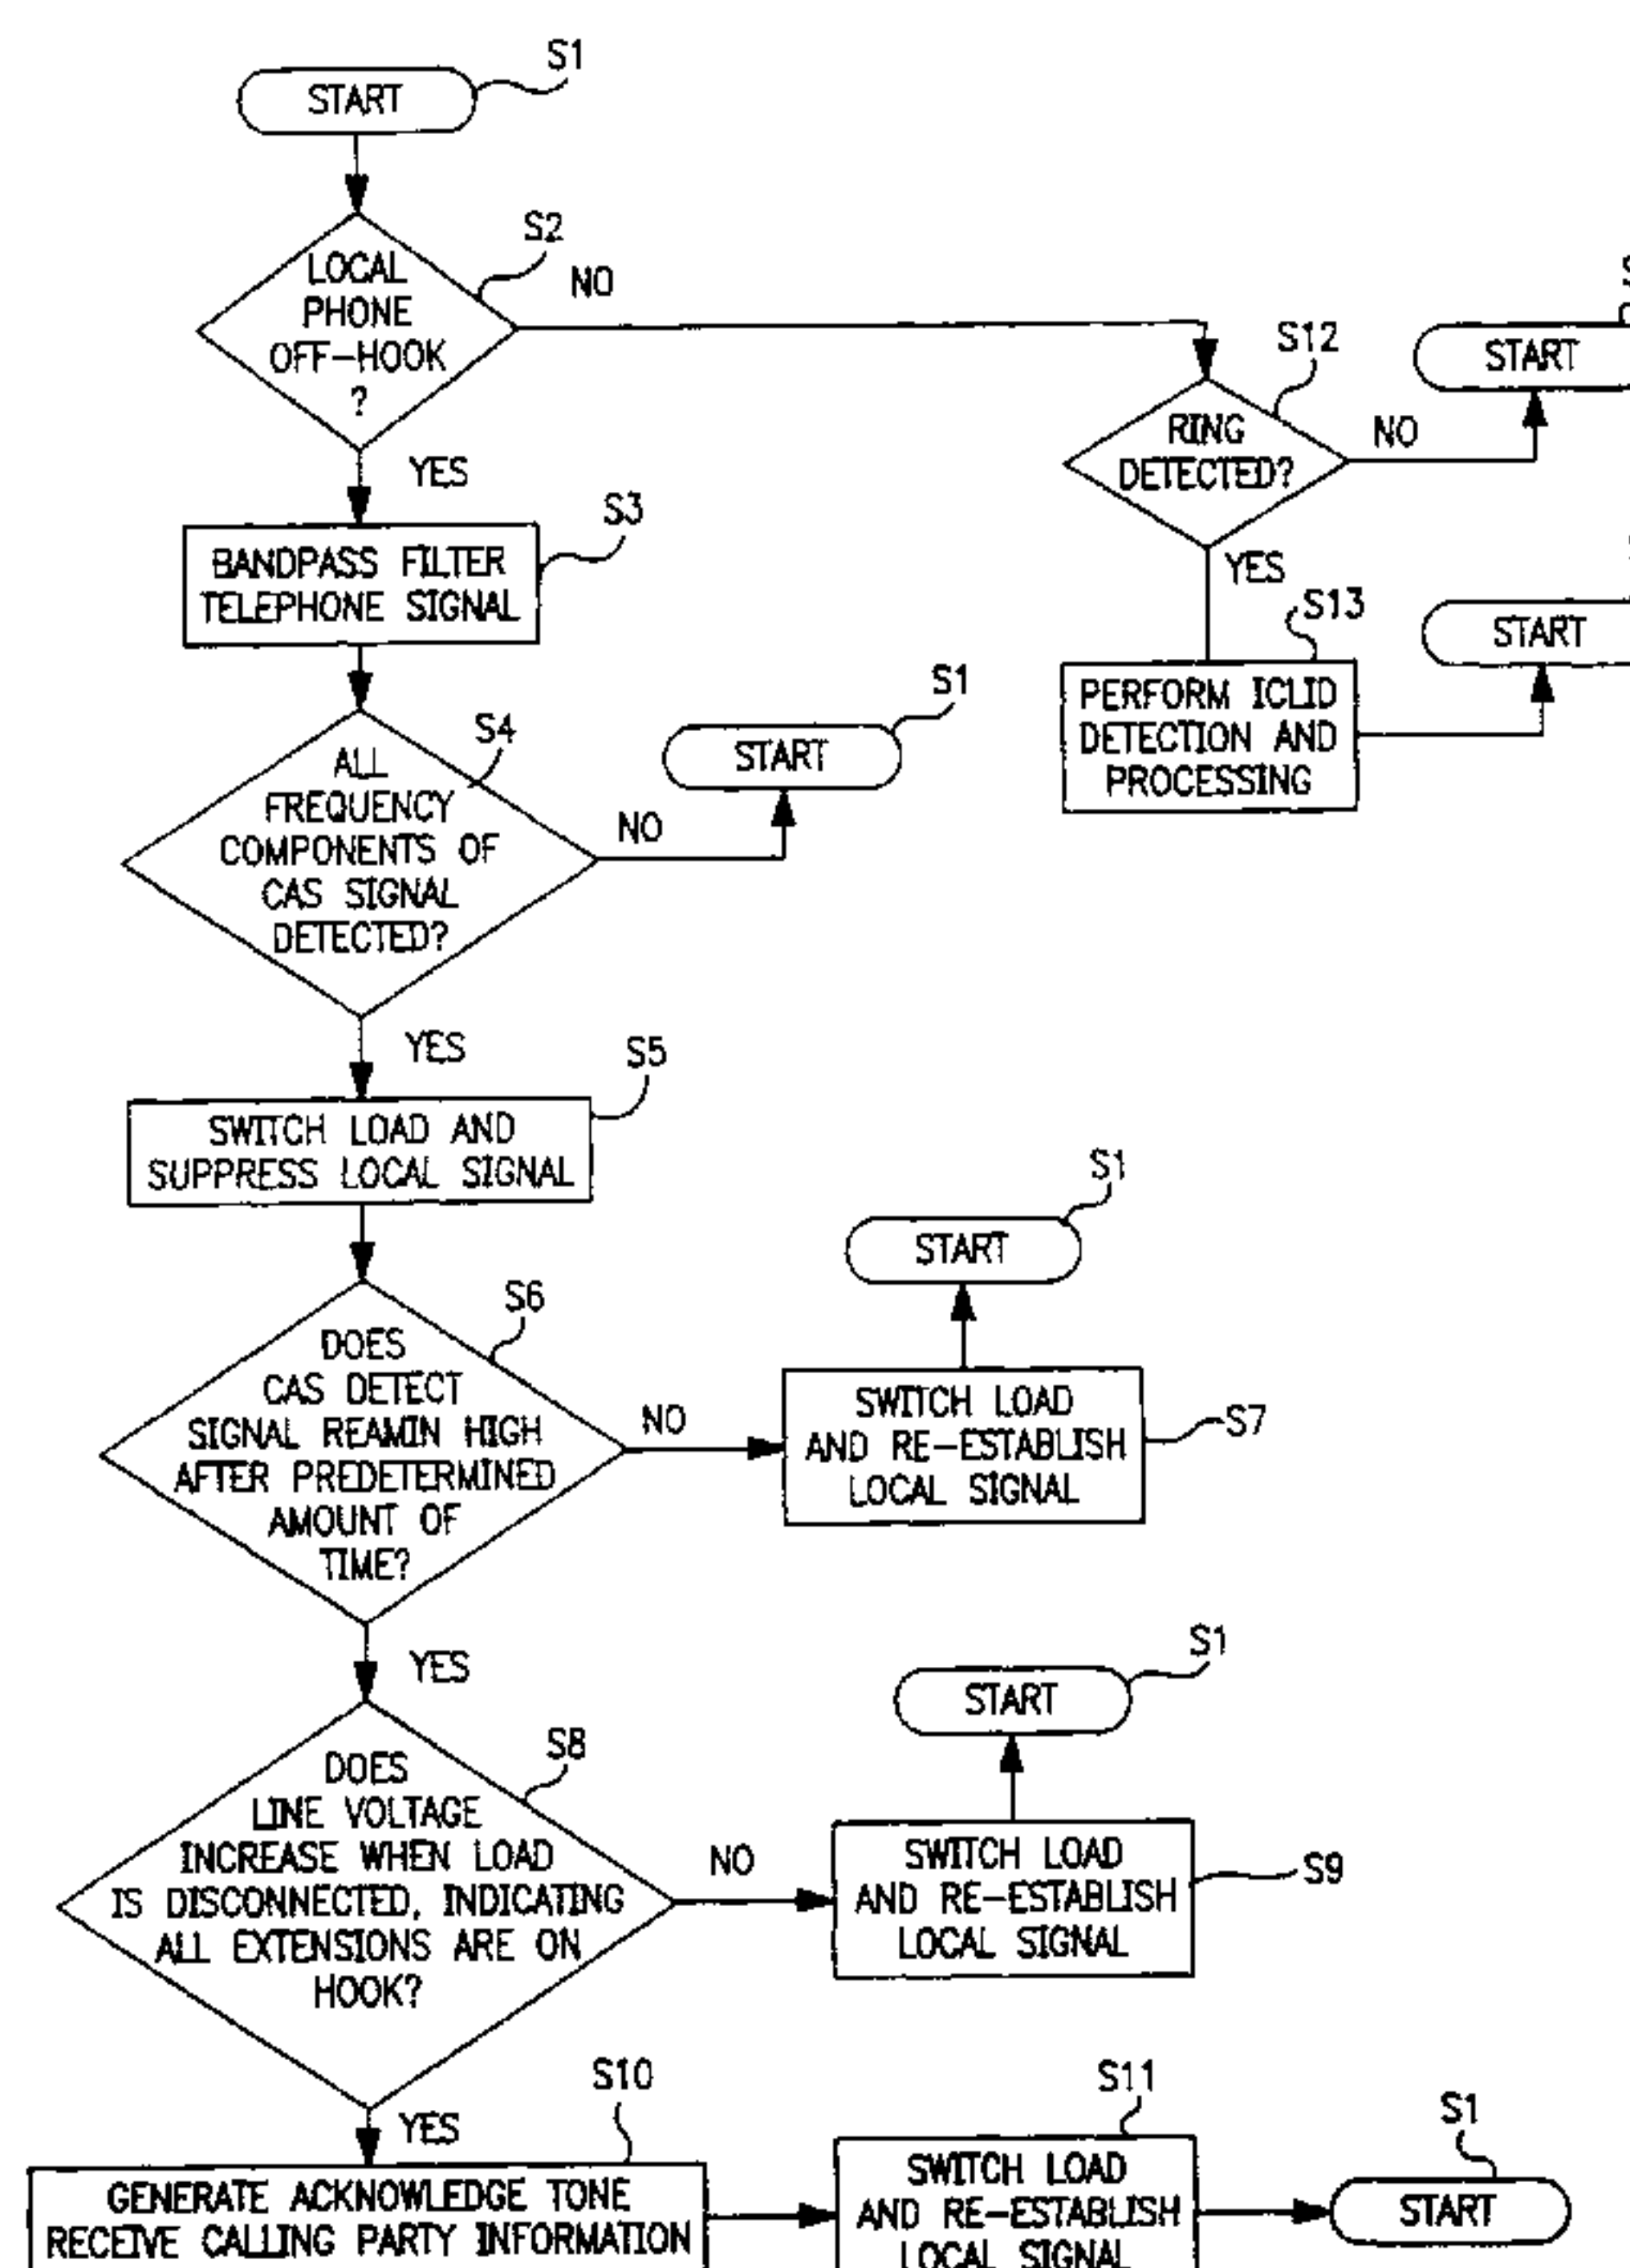 S1
START
S2
LOCAL
PHONE
OFF-HOOK
?
NO
YES
S12
RING
DETECTED?
NO
START
YES
S13
PERFORM ICLID
DETECTION AND
PROCESSING
START
S3
BANDPASS FILTER
TELEPHONE SIGNAL
S4
ALL
FREQUENCY
COMPONENTS OF
CAS SIGNAL
DETECTED?
NO
S1
START
YES
S5
SWITCH LOAD AND
SUPPRESS LOCAL SIGNAL
S6
DOES
CAS DETECT
SIGNAL REAMIN HIGH
AFTER PREDETERMINED
AMOUNT OF
TIME?
NO
S1
START
SWITCH LOAD
AND RE-ESTABLISH
LOCAL SIGNAL
S7
YES
S8
DOES
LINE VOLTAGE
INCREASE WHEN LOAD
IS DISCONNECTED, INDICATING
ALL EXTENSIONS ARE ON
HOOK?
NO
S1
START
SWITCH LOAD
AND RE-ESTABLISH
LOCAL SIGNAL
S9
YES
S10
GENERATE ACKNOWLEDGE TONE
RECEIVE CALLING PARTY INFORMATION
S11
SWITCH LOAD
AND RE-ESTABLISH
LOCAL SIGNAL
S1
START